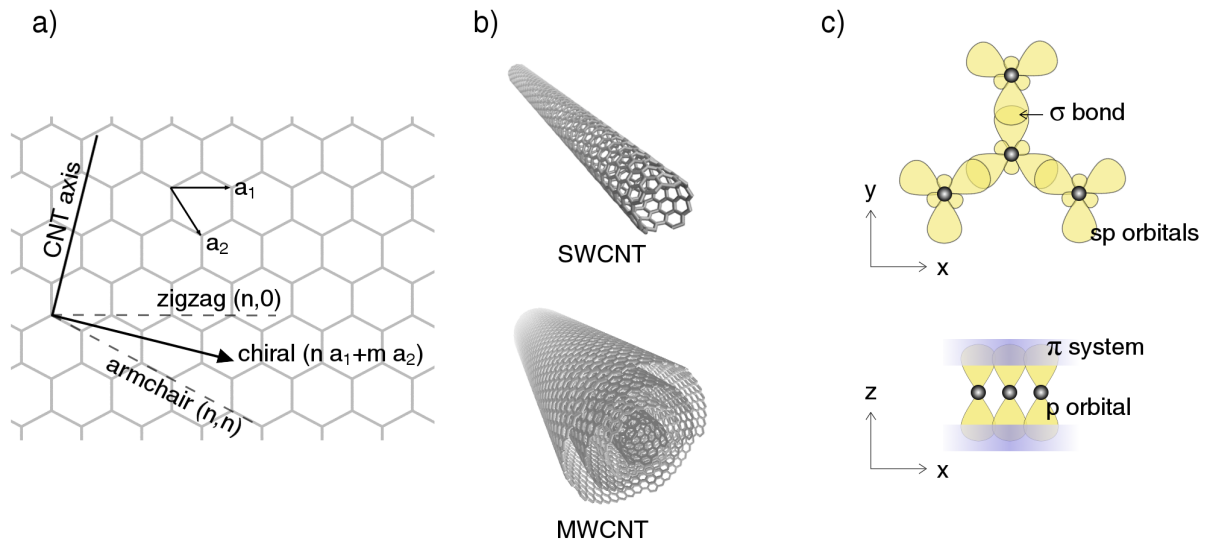 a)
CNT axis
a1
a2
zigzag (n,0)
chiral (n a1+m a2)
armchair (n,n)
b)
SWCNT
MWCNT
c)
σ bond
y
x
sp orbitals
π system
z
p orbital
x